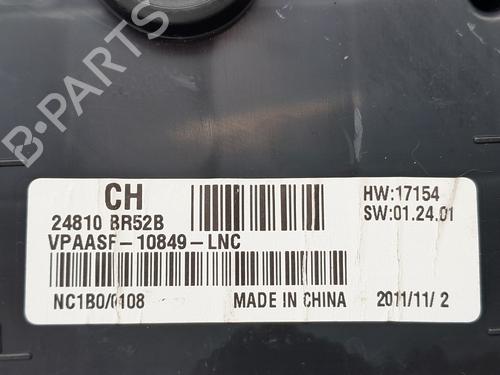 CH
24810 BR52B
HW:17154
SW:01.24.01
VPAASF-10849-LNC
NC1B0/0108
MADE IN CHINA
2011/11/ 2
B-PARTS